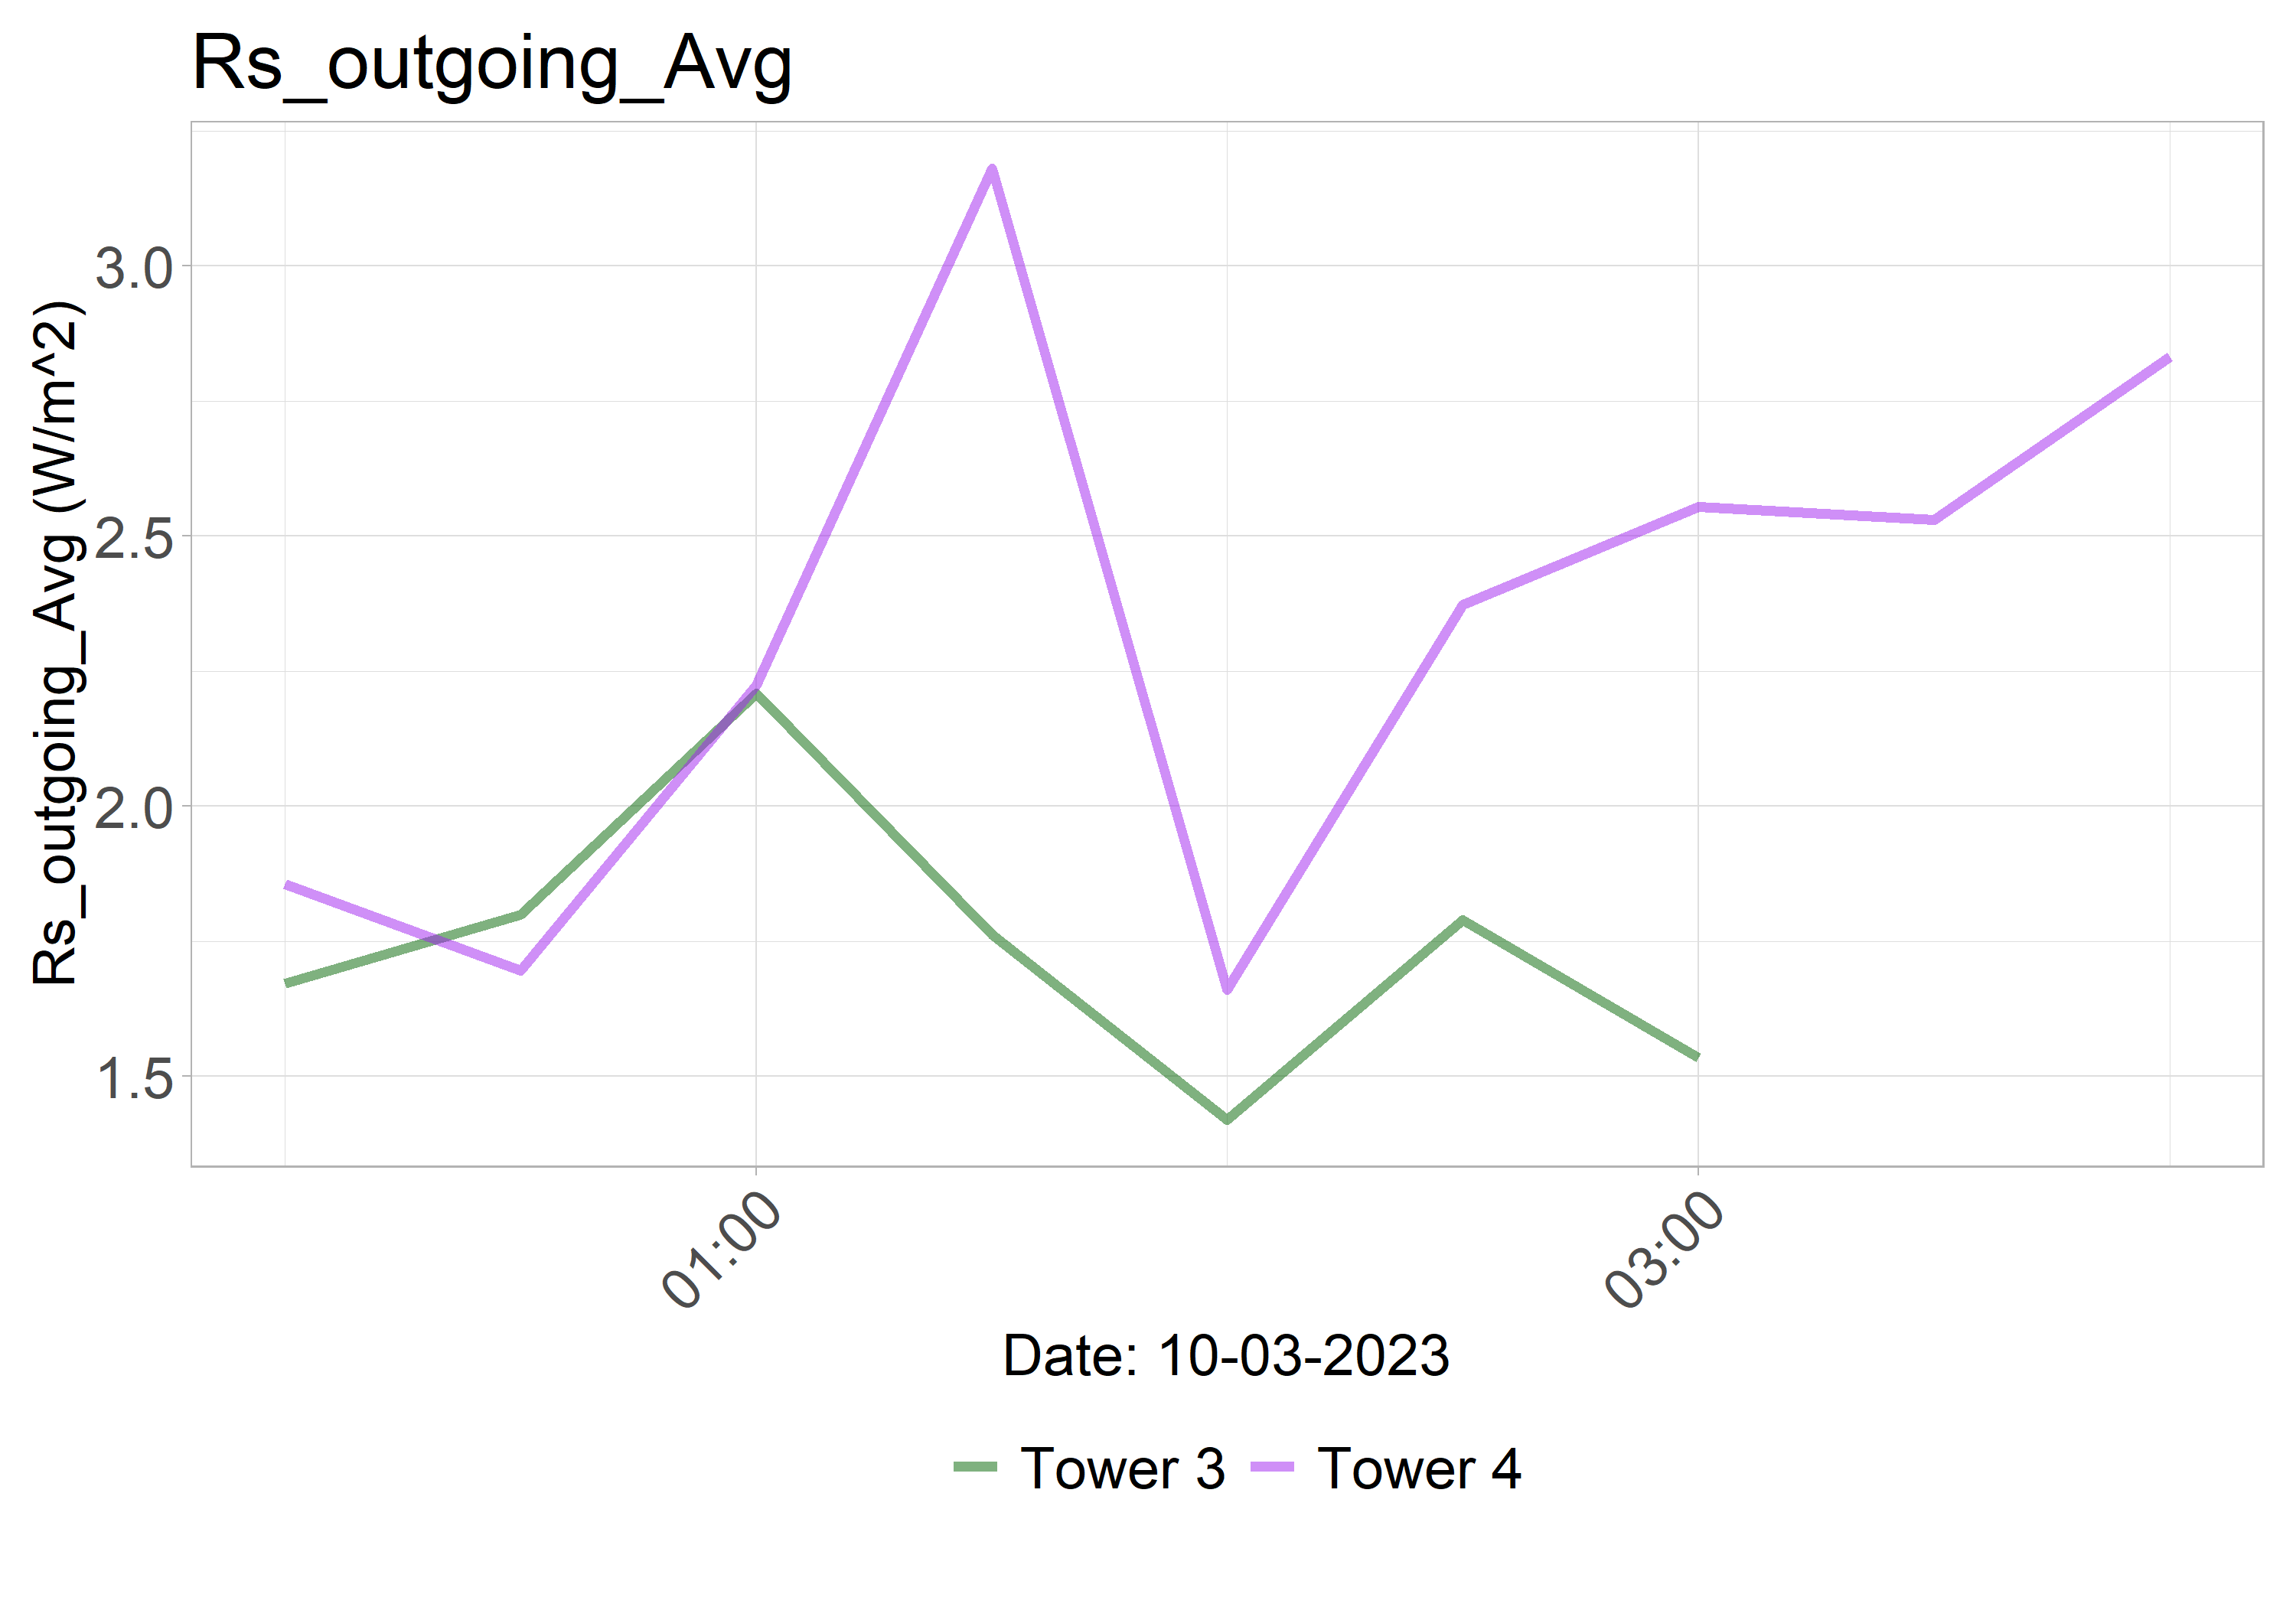 Rs_outgoing_Avg
Rs_outgoing_Avg (W/m^2)
3.0
2.5
2.0
1.5
01:00
03:00
Date: 10-03-2023
Tower 3
Tower 4